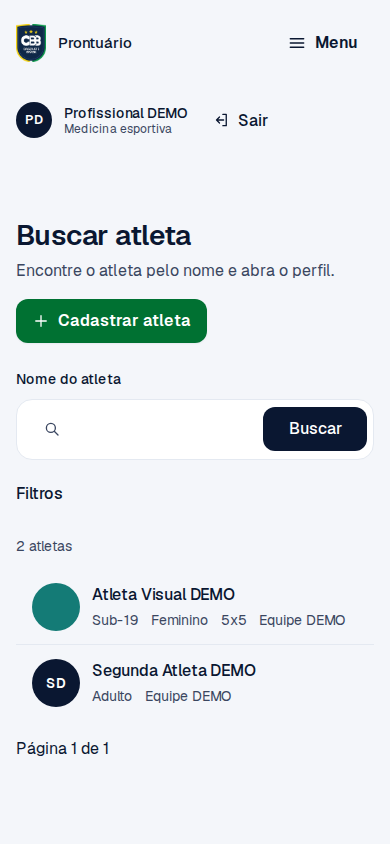 CBB
Prontuário
Menu
PD
Profissional DEMO
Medicina esportiva
Sair
Buscar atleta
Encontre o atleta pelo nome e abra o perfil.
Cadastrar atleta
Nome do atleta
Buscar
Filtros
2 atletas
Atleta Visual DEMO
Sub-19 Feminino 5x5 Equipe DEMO
SD
Segunda Atleta DEMO
Adulto Equipe DEMO
Página 1 de 1